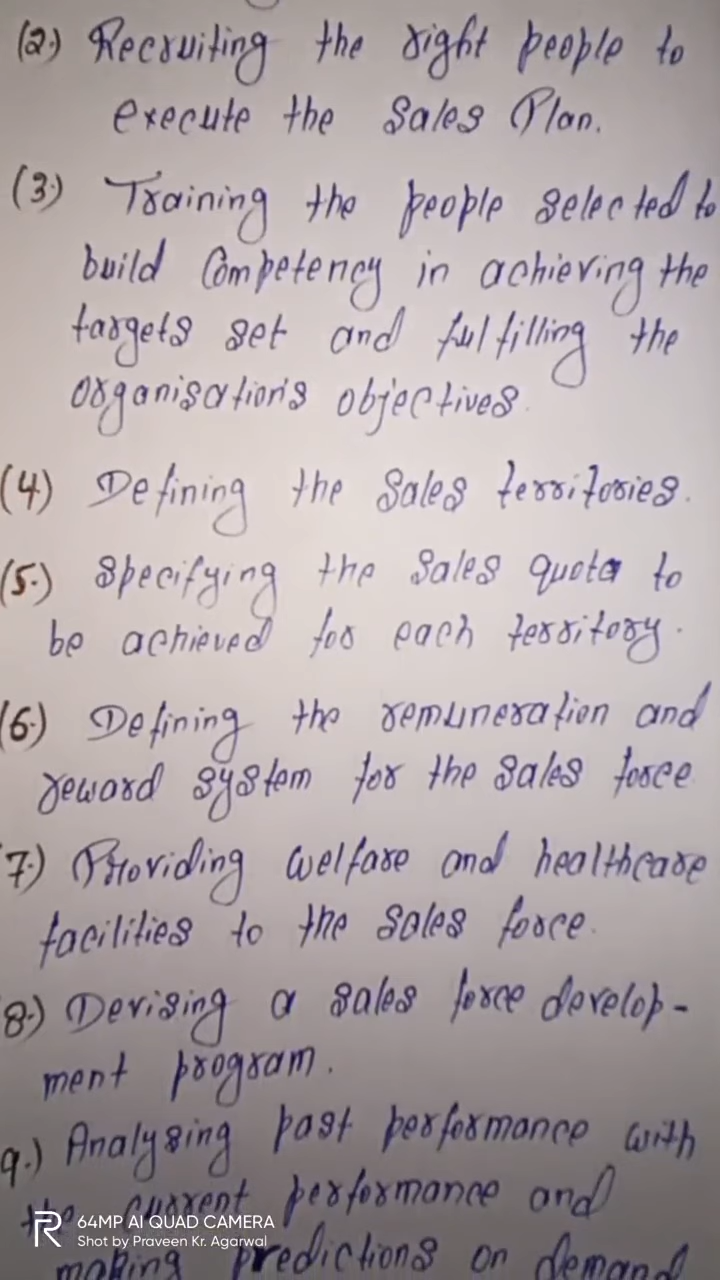 (2.) Recruiting the right people to
execute the Sales Plan.
(3.) Training the people selected to
build Competency in achieving the
targets set and fulfilling the
organisation's objectives.
(4) Defining the Sales territories.
(5.) Specifying the Sales quota to
be achieved for each territory.
(6.) Defining the remuneration and
reward system for the sales force
7.) Providing welfare and healthcare
facilities to the sales force.
8.) Devising a sales force develop-
ment program.
9.) Analysing past performance with
the current performance and
making predictions on demand
64MP AI QUAD CAMERA
Shot by Praveen Kr. Agarwal